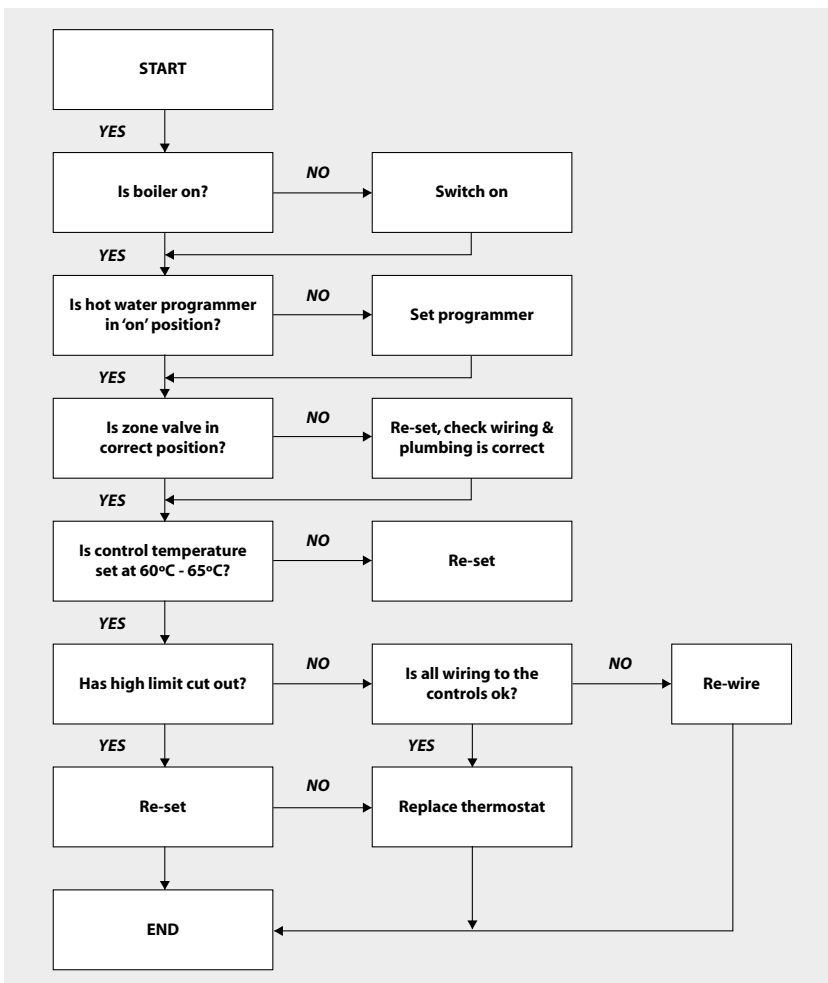 START
YES
Is boiler on?
NO
Switch on
YES
Is hot water programmer
in ‘on’ position?
NO
Set programmer
YES
Is zone valve in
correct position?
NO
Re-set, check wiring &
plumbing is correct
YES
Is control temperature
set at 60ºC - 65ºC?
NO
Re-set
YES
Has high limit cut out?
NO
Is all wiring to the
controls ok?
NO
Re-wire
YES
YES
Re-set
NO
Replace thermostat
END